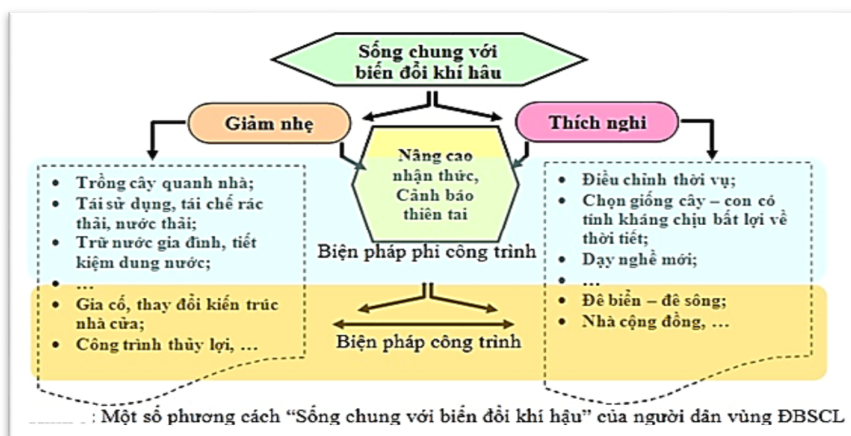 Sống chung với
biến đổi khí hâu
Giảm nhẹ
Thích nghi
Nâng cao
nhận thức,
Cảnh báo
thiên tai
• Trồng cây quanh nhà;
• Tái sử dụng, tái chế rác
thải, nước thải;
• Trữ nước gia đình, tiết
kiệm dung nước;
• ...
• Gia cố, thay đổi kiến trúc
nhà cửa;
• Công trình thủy lợi, ...
Biện pháp phi công trình
Biện pháp công trình
• Điều chỉnh thời vụ;
• Chọn giống cây – con có
tính kháng chịu bất lợi về
thời tiết;
• Dạy nghề mới;
• ...
• Đê biển – đê sông;
• Nhà cộng đồng, ...
: Một số phương cách “Sống chung với biến đổi khí hậu” của người dân vùng ĐBSCL